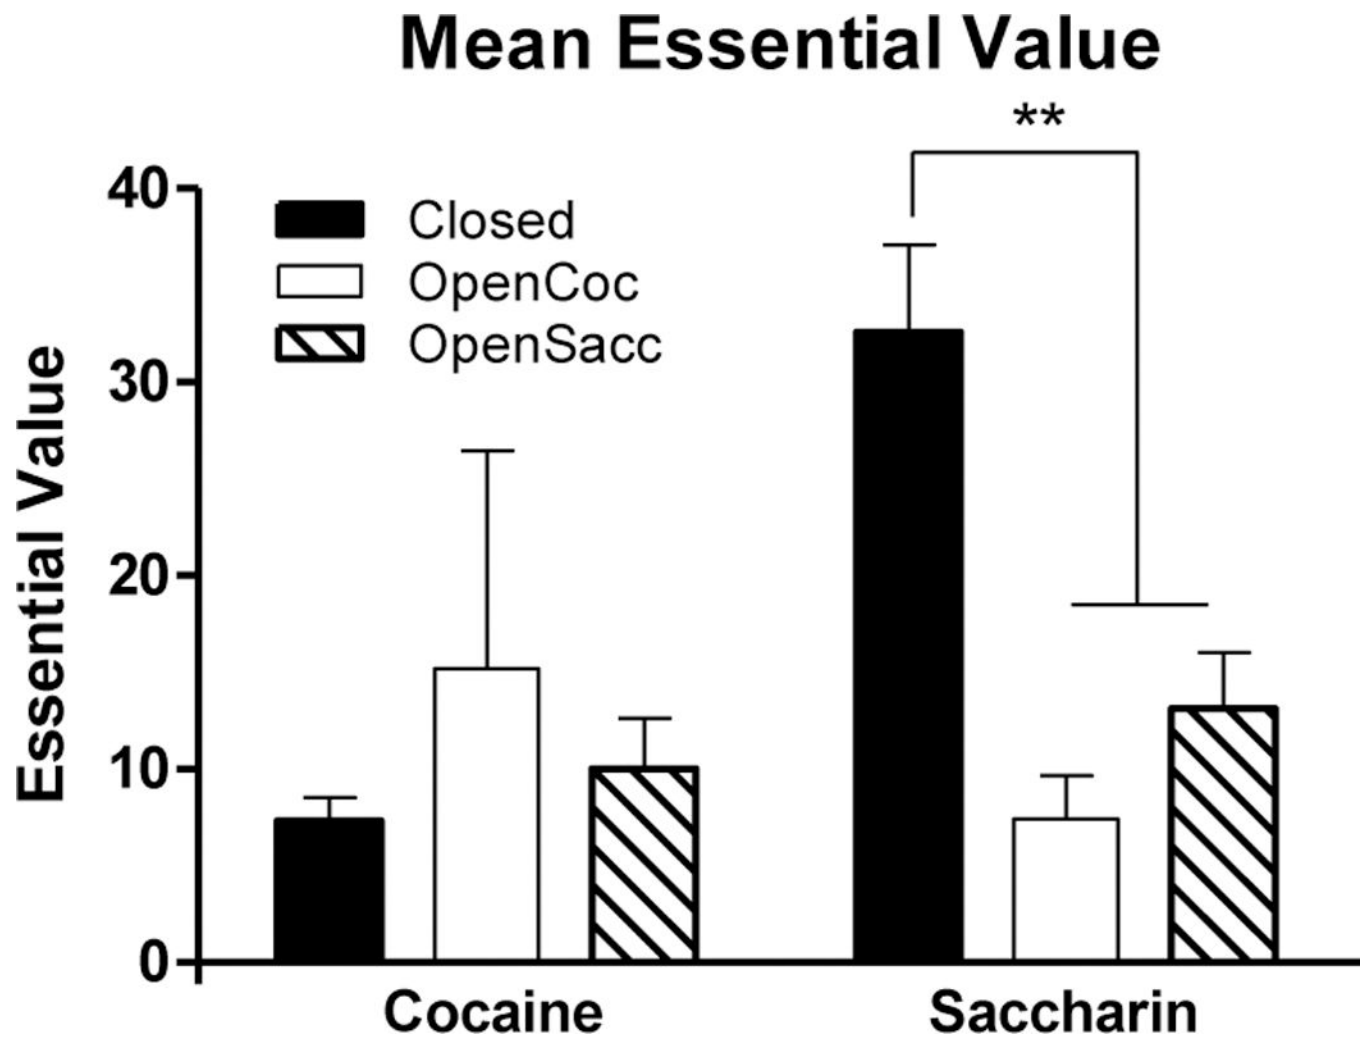 Mean Essential Value
**
40
30
20
10
0
Essential Value
Closed
OpenCoc
OpenSacc
Cocaine
Saccharin